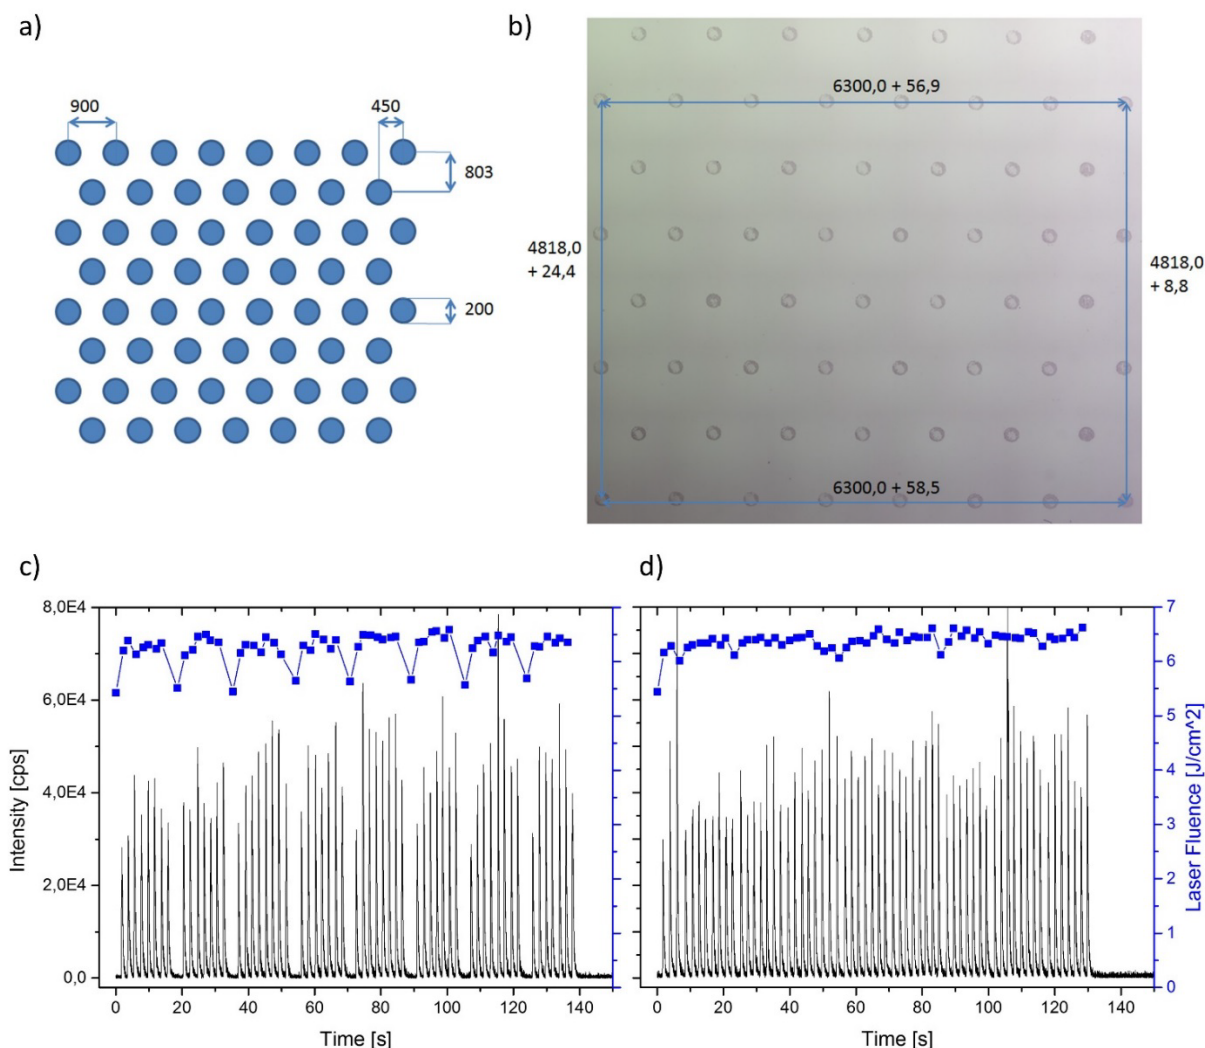 a)
900
450
803
200
b)
6300,0 + 56,9
4818,0
+ 24,4
4818,0
+ 8,8
6300,0 + 58,5
c)
8,0E4
6,0E4
4,0E4
2,0E4
0,0
Intensity [cps]
0 20 40 60 80 100 120 140
Time [s]
d)
7
6
5
4
3
2
1
0
Laser Fluence [J/cm^2]
0 20 40 60 80 100 120 140
Time [s]